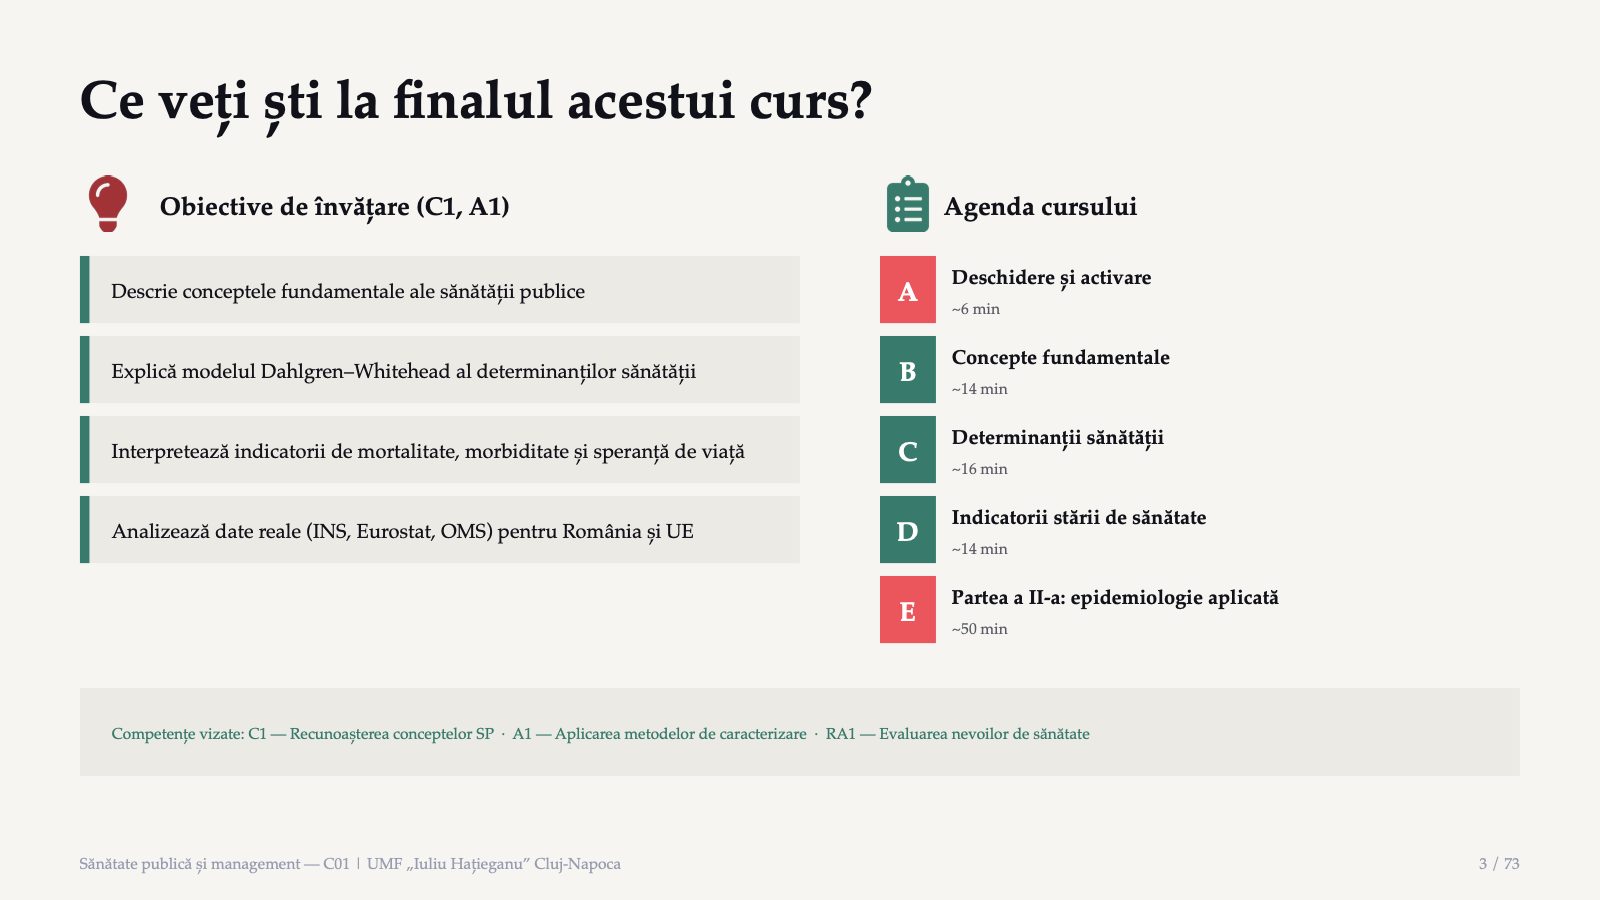 Ce veți ști la finalul acestui curs?
Obiective de învățare (C1, A1)
Descrie conceptele fundamentale ale sănătății publice
Explică modelul Dahlgren–Whitehead al determinanților sănătății
Interpretează indicatorii de mortalitate, morbiditate și speranță de viață
Analizează date reale (INS, Eurostat, OMS) pentru România și UE
Agenda cursului
A
Deschidere și activare
~6 min
B
Concepte fundamentale
~14 min
C
Determinanții sănătății
~16 min
D
Indicatorii stării de sănătate
~14 min
E
Partea a II-a: epidemiologie aplicată
~50 min
Competențe vizate: C1 — Recunoașterea conceptelor SP · A1 — Aplicarea metodelor de caracterizare · RA1 — Evaluarea nevoilor de sănătate
Sănătate publică și management — C01 | UMF „Iuliu Hațieganu” Cluj-Napoca
3 / 73